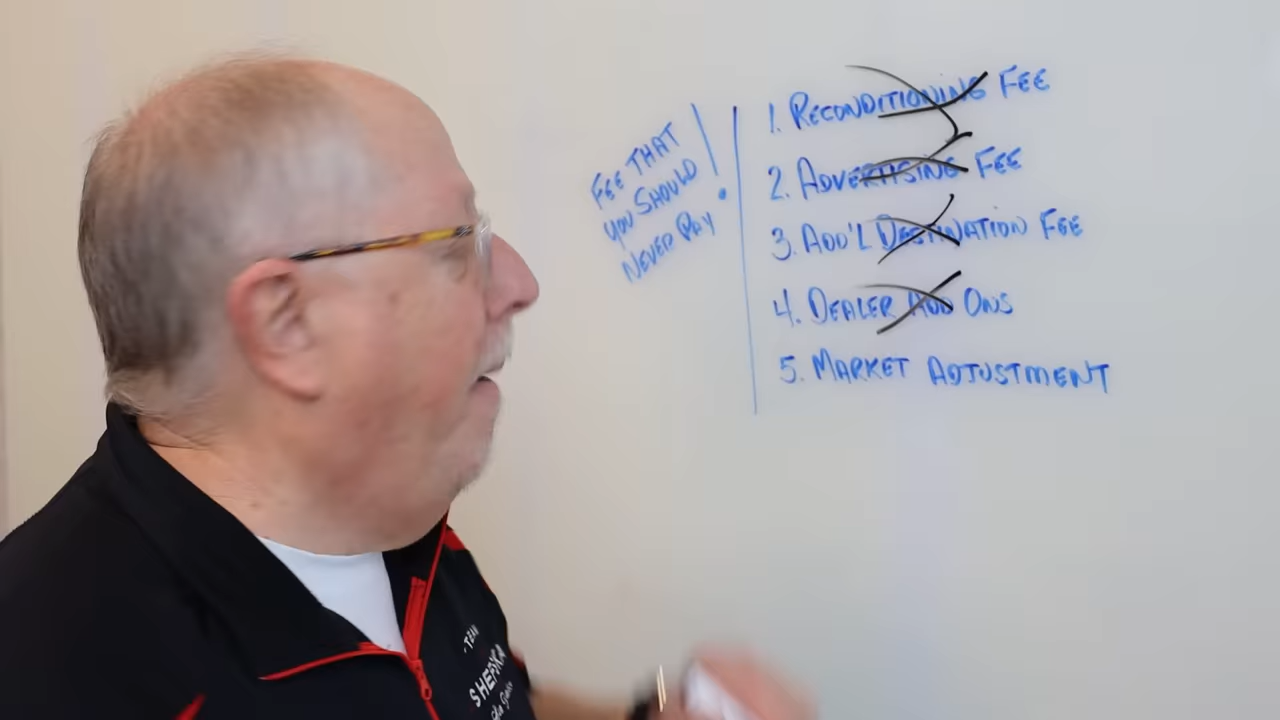 FEE THAT
YOU SHOULD
NEVER PAY!
1. RECONDITIONING FEE
2. ADVERTISING FEE
3. ADD'L DESTINATION FEE
4. DEALER ADD ONS
5. MARKET ADJUSTMENT
TEAM
SHEPSKA